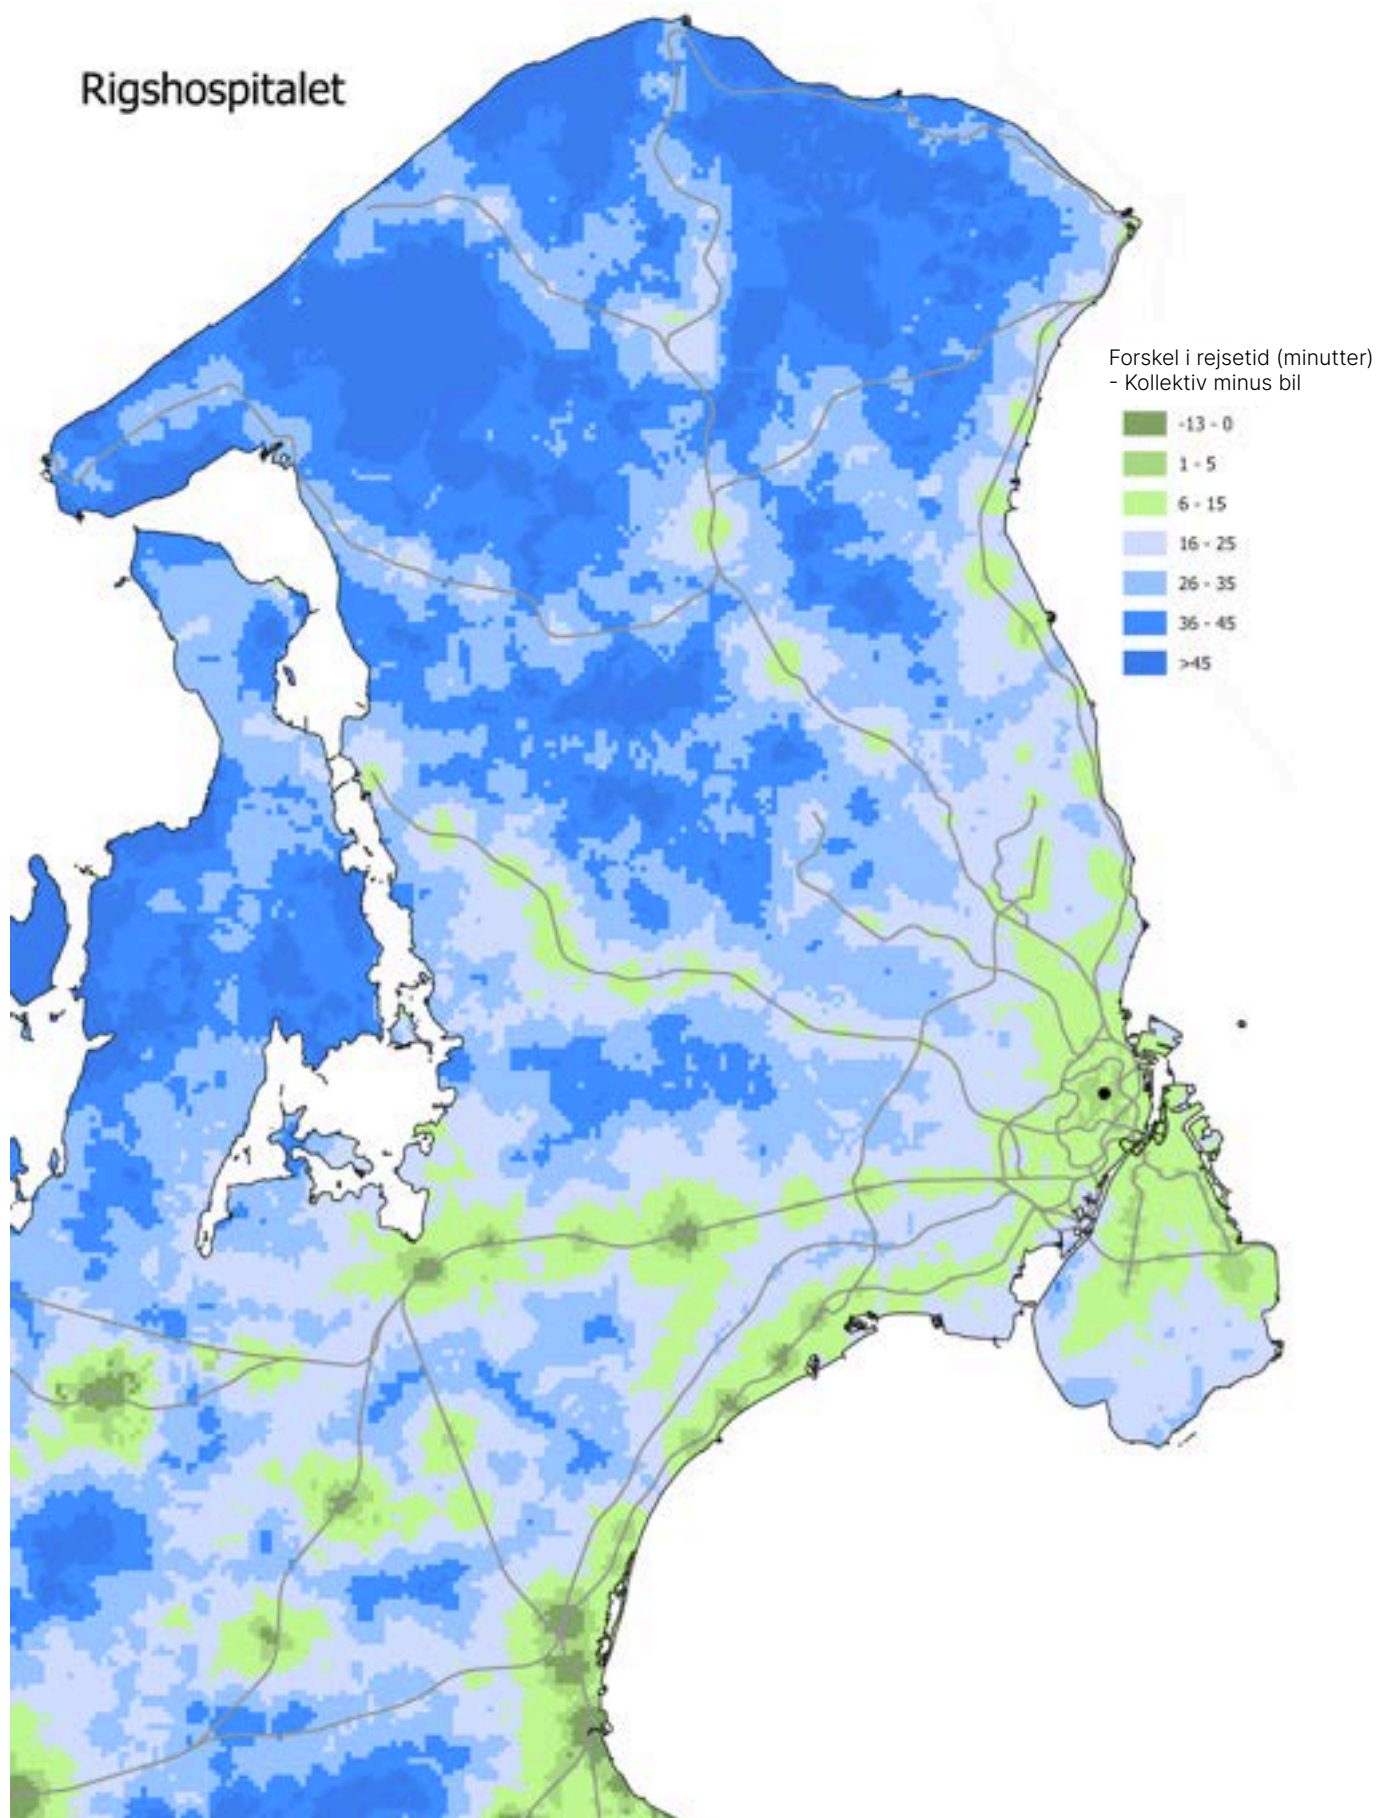 Rigshospitalet
Forskel i rejsetid (minutter)
- Kollektiv minus bil
-13 - 0
1 - 5
6 - 15
16 - 25
26 - 35
36 - 45
>45